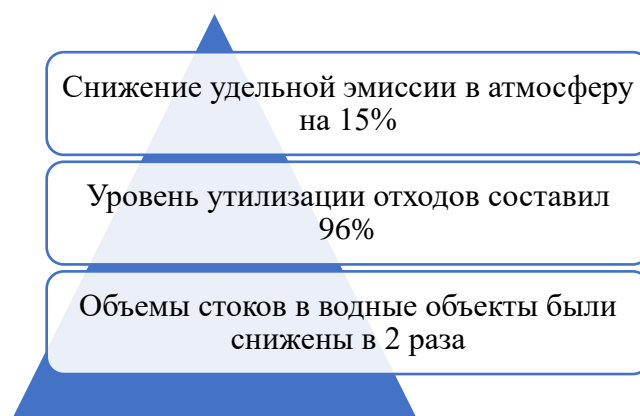 Снижение удельной эмиссии в атмосферу
на 15%
Уровень утилизации отходов составил
96%
Объемы стоков в водные объекты были
снижены в 2 раза